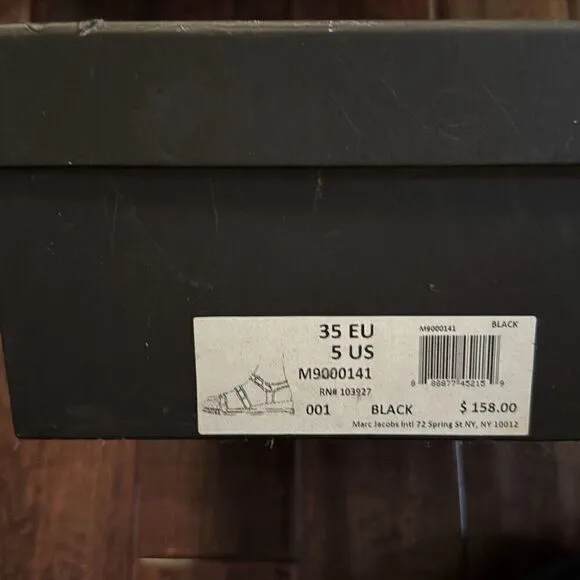 35 EU
5 US
M9000141
RN# 103927
001 BLACK
M9000141 BLACK
8 88877 45215 9
$ 158.00
Marc Jacobs Intl 72 Spring St NY, NY 10012